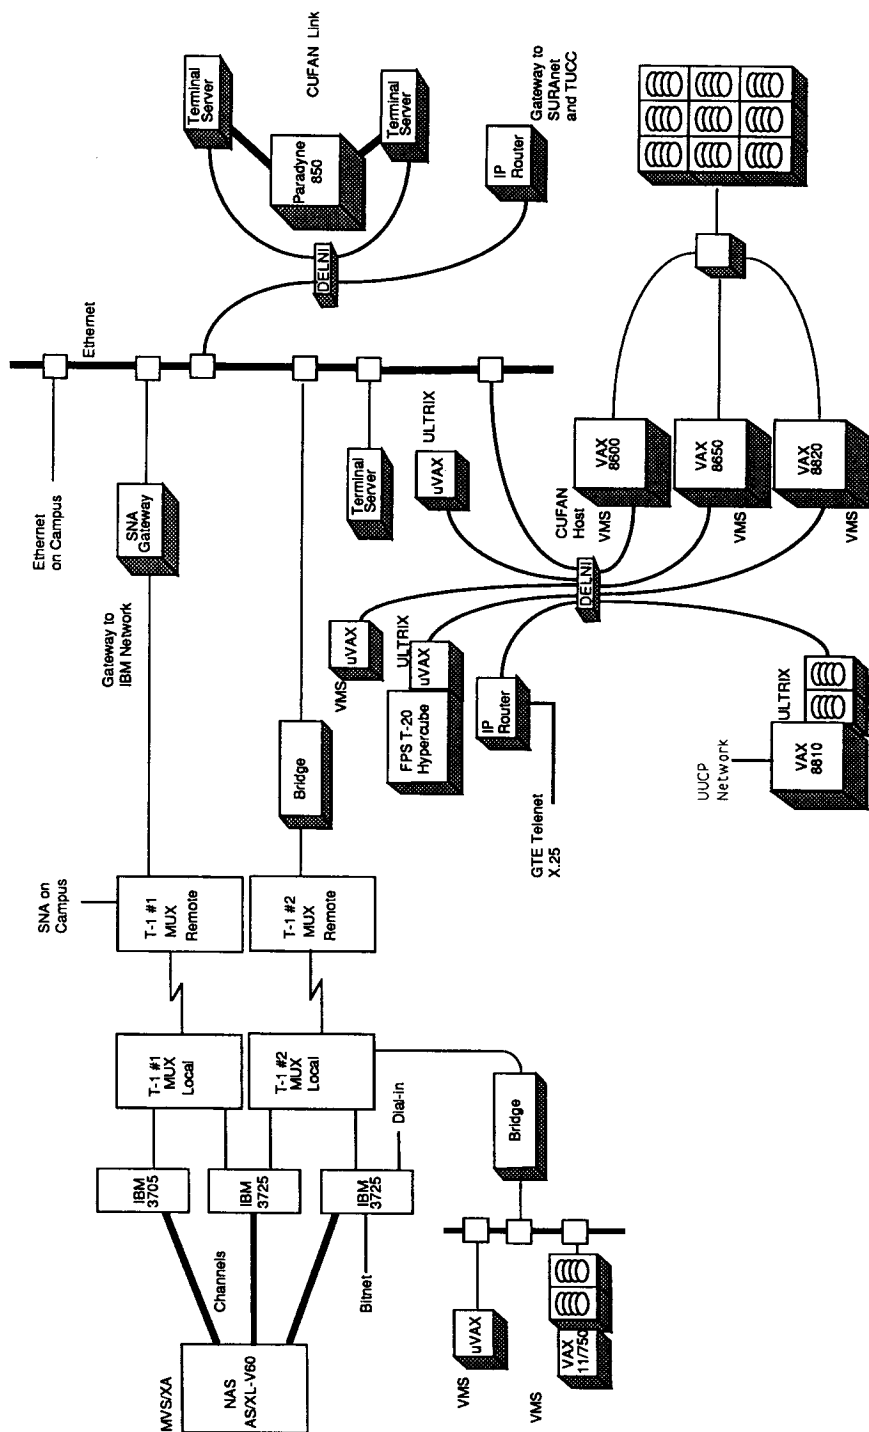 MVS/XA
NAS
AS/XL-V60
Channels
IBM
3705
IBM
3725
IBM
3725
Bitnet
Dial-in
T-1 #1
MUX
Local
T-1 #2
MUX
Local
SNA on
Campus
T-1 #1
MUX
Remote
T-1 #2
MUX
Remote
Bridge
VMS
uVAX
VMS
VAX
11/750
Bridge
Gateway to
IBM Network
SNA
Gateway
Ethernet
on Campus
Ethernet
Terminal
Server
CUFAN Link
Paradyne
850
Terminal
Server
DELNI
IP
Router
Gateway to
SURAnet
and TUCC
Terminal
Server
ULTRIX
uVAX
VMS
uVAX
ULTRIX
uVAX
FPS T-20
Hypercube
IP
Router
GTE Telenet
X.25
DELNI
CUFAN
Host
VMS
VAX
8600
VAX
8650
VMS
VAX
8820
VMS
UUCP
Network
ULTRIX
VAX
8810